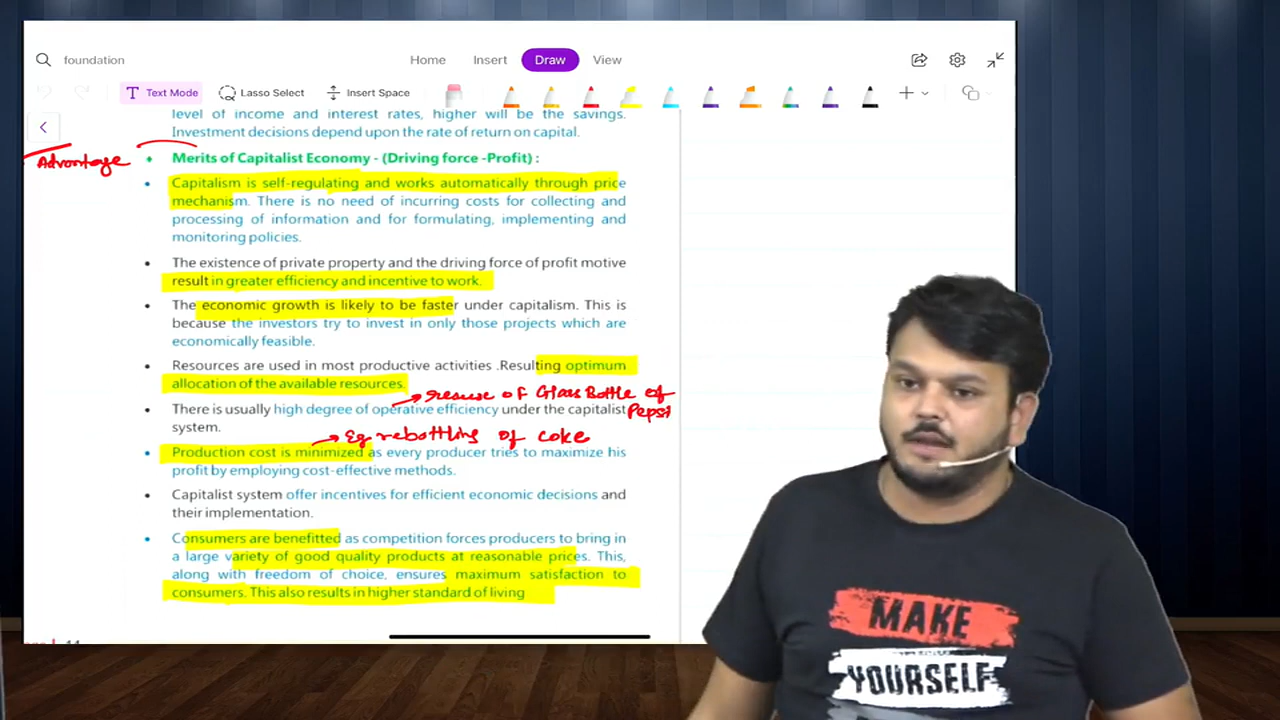 foundation
Home Insert Draw View
Text Mode Lasso Select Insert Space
level of income and interest rates, higher will be the savings.
Investment decisions depend upon the rate of return on capital.
Advantage
Merits of Capitalist Economy - (Driving force -Profit) :
Capitalism is self-regulating and works automatically through price
mechanism. There is no need of incurring costs for collecting and
processing of information and for formulating, implementing and
monitoring policies.
The existence of private property and the driving force of profit motive
result in greater efficiency and incentive to work.
The economic growth is likely to be faster under capitalism. This is
because the investors try to invest in only those projects which are
economically feasible.
Resources are used in most productive activities .Resulting optimum
allocation of the available resources.
resuse of Glass Bottle of
Pepsi
There is usually high degree of operative efficiency under the capitalist
system.
Eg rebottling of coke
Production cost is minimized as every producer tries to maximize his
profit by employing cost-effective methods.
Capitalist system offer incentives for efficient economic decisions and
their implementation.
Consumers are benefitted as competition forces producers to bring in
a large variety of good quality products at reasonable prices. This,
along with freedom of choice, ensures maximum satisfaction to
consumers. This also results in higher standard of living
MAKE
YOURSELF